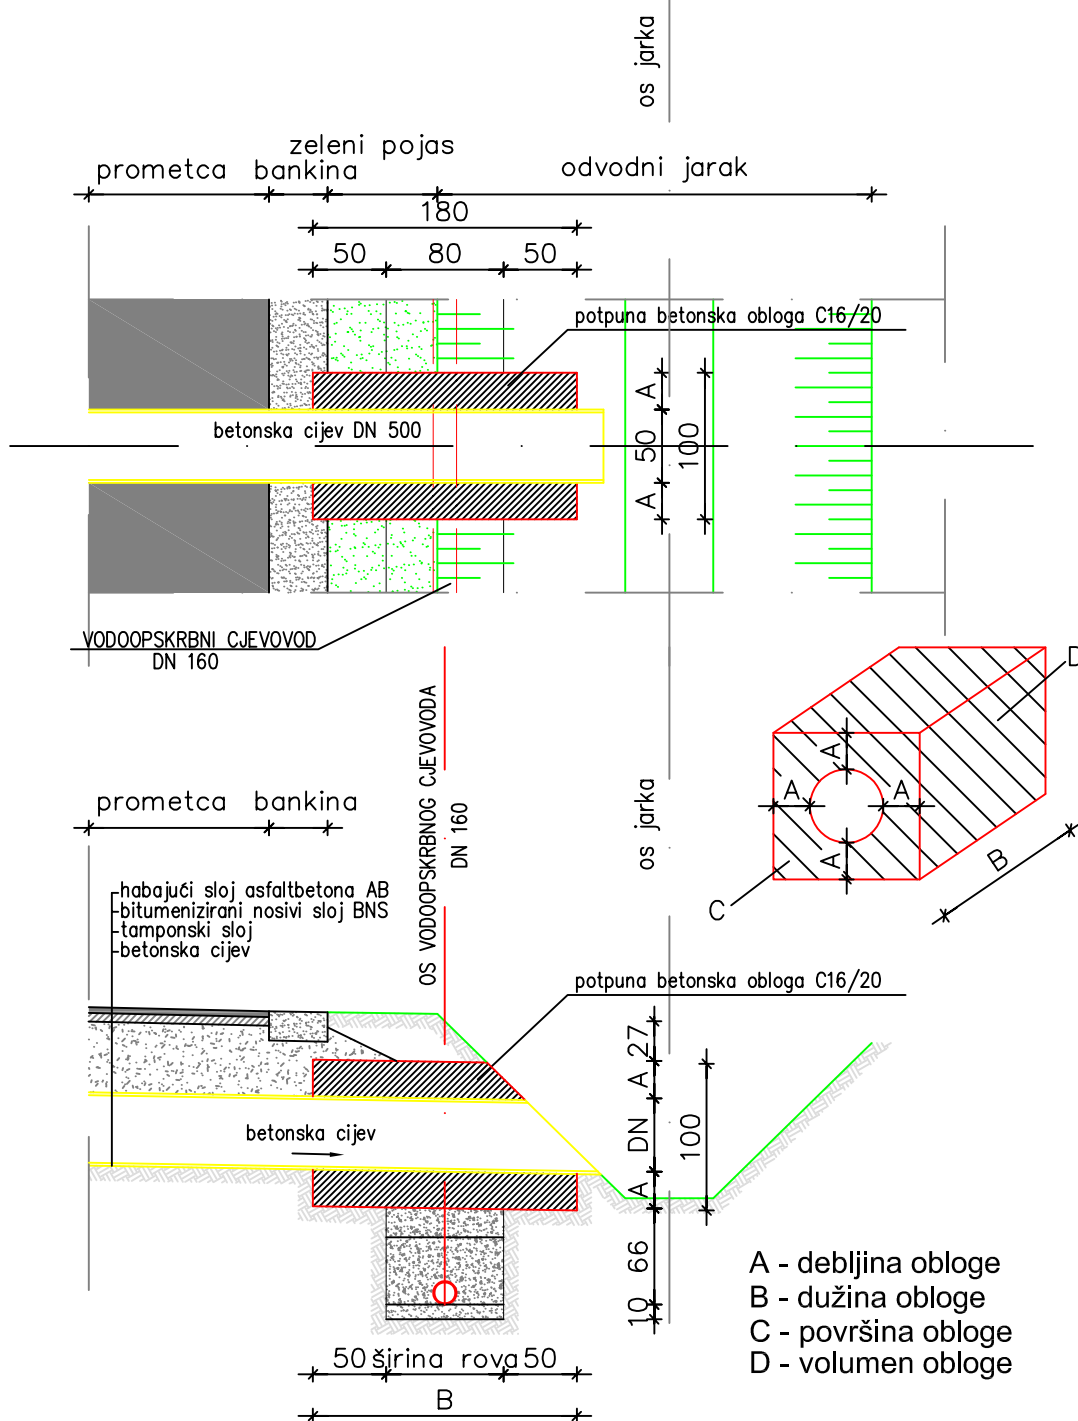 os jarka
zeleni pojas
prometca bankina
odvodni jarak
180
50 80 50
potpuna betonska obloga C16/20
betonska cijev DN 500
A
50
A
100
VODOOPSKRBNI CJEVOVOD
DN 160
OS VODOOPSKRBNOG CJEVOVODA
DN 160
os jarka
D
A
A
A
A
B
C
prometca bankina
habajući sloj asfaltbetona AB
bitumenizirani nosivi sloj BNS
tamponski sloj
betonska cijev
potpuna betonska obloga C16/20
27
A
DN
A
100
66
10
betonska cijev
50 širina rova 50
B
A - debljina obloge
B - dužina obloge
C - površina obloge
D - volumen obloge